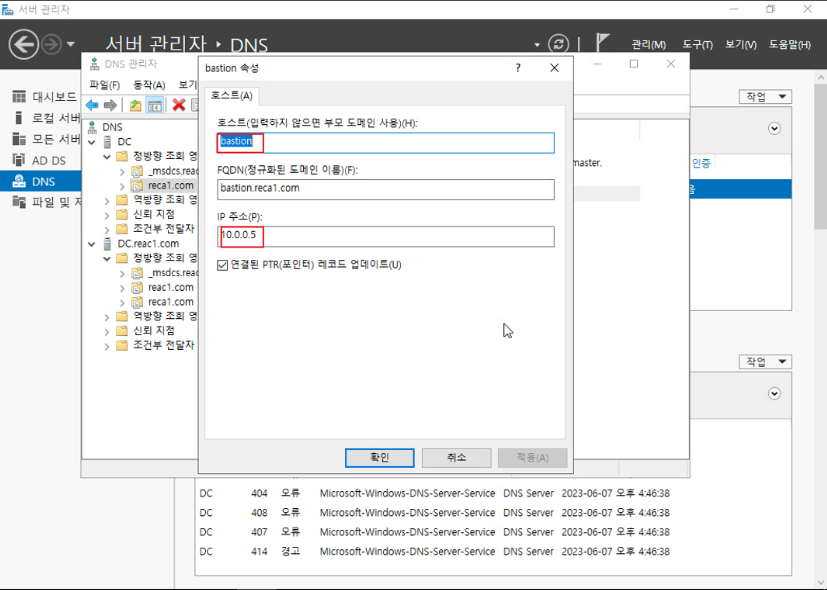 서버 관리자
서버 관리자 ▸ DNS
관리(M) 도구(T) 보기(V) 도움말(H)
대시보드
로컬 서버
모든 서버
AD DS
DNS
파일 및 저
DNS 관리자
파일(F) 동작(A) 보기
DNS
DC
정방향 조회 영
_msdcs.reac
reca1.com
역방향 조회 영
신뢰 지점
조건부 전달자
DC.reac1.com
정방향 조회 영
_msdcs.reac
reac1.com
reca1.com
역방향 조회 영
신뢰 지점
조건부 전달자
bastion 속성
?
호스트(A)
호스트(입력하지 않으면 부모 도메인 사용)(H):
bastion
FQDN(정규화된 도메인 이름)(F):
bastion.reca1.com
IP 주소(P):
10.0.0.5
연결된 PTR(포인터) 레코드 업데이트(U)
확인 취소 적용(A)
master.
작업
인증
작업
DC 404 오류 Microsoft-Windows-DNS-Server-Service DNS Server 2023-06-07 오후 4:46:38
DC 408 오류 Microsoft-Windows-DNS-Server-Service DNS Server 2023-06-07 오후 4:46:38
DC 407 오류 Microsoft-Windows-DNS-Server-Service DNS Server 2023-06-07 오후 4:46:38
DC 414 경고 Microsoft-Windows-DNS-Server-Service DNS Server 2023-06-07 오후 4:46:38